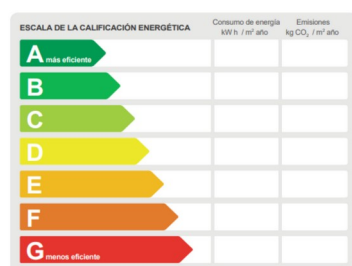 ESCALA DE LA CALIFICACIÓN ENERGÉTICA
Consumo de energía
kW h / m² año
Emisiones
kg CO₂ / m² año
A más eficiente
B
C
D
E
F
G menos eficiente